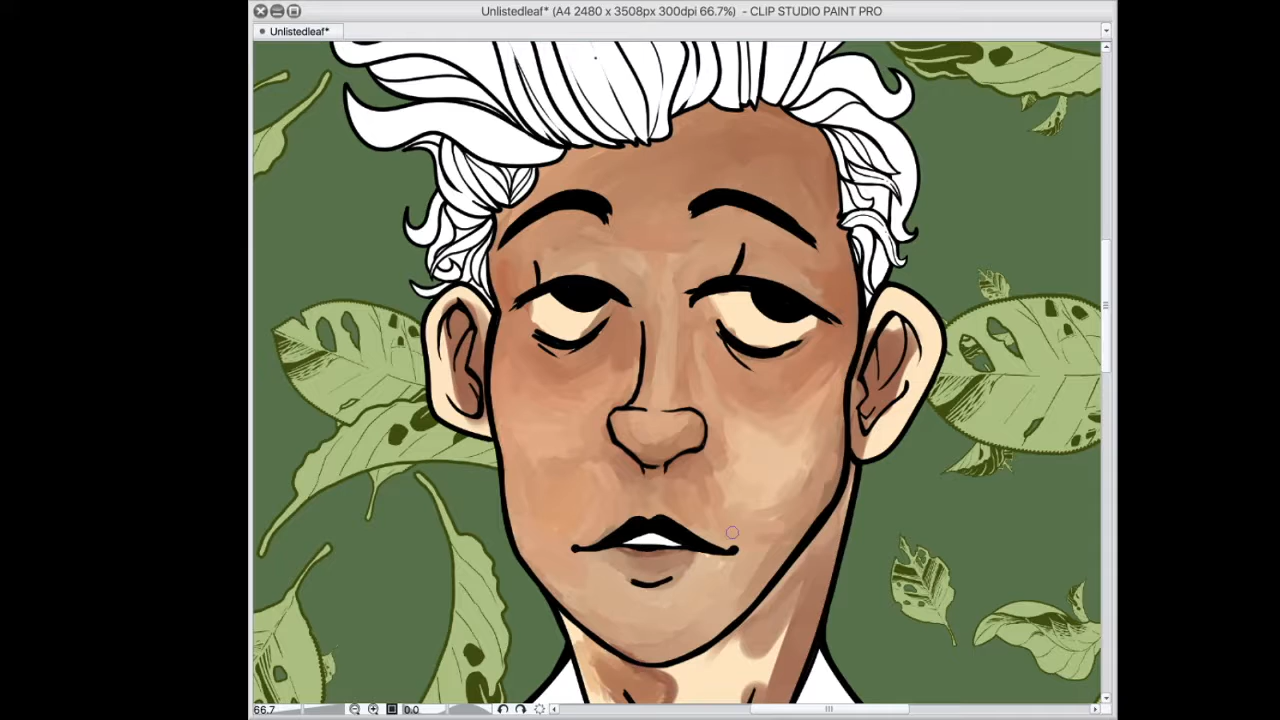 Unlistedleaf* (A4 2480 x 3508px 300dpi 66.7%) - CLIP STUDIO PAINT PRO
Unlistedleaf*
66.7
0.0